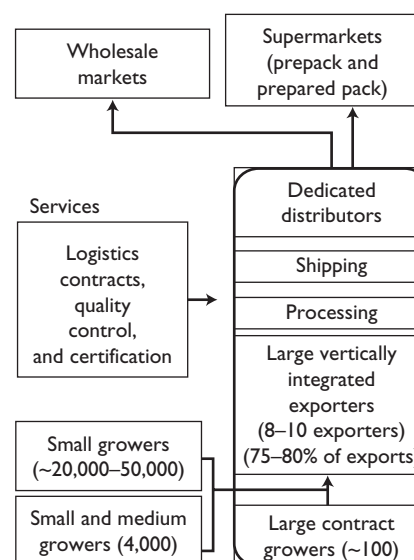 Wholesale
markets
Supermarkets
(prepack and
prepared pack)
Services
Logistics
contracts,
quality
control,
and certification
Dedicated
distributors
Shipping
Processing
Large vertically
integrated
exporters
(8–10 exporters)
(75–80% of exports
Small growers
(~20,000–50,000)
Small and medium
growers (4,000)
Large contract
growers (~100)